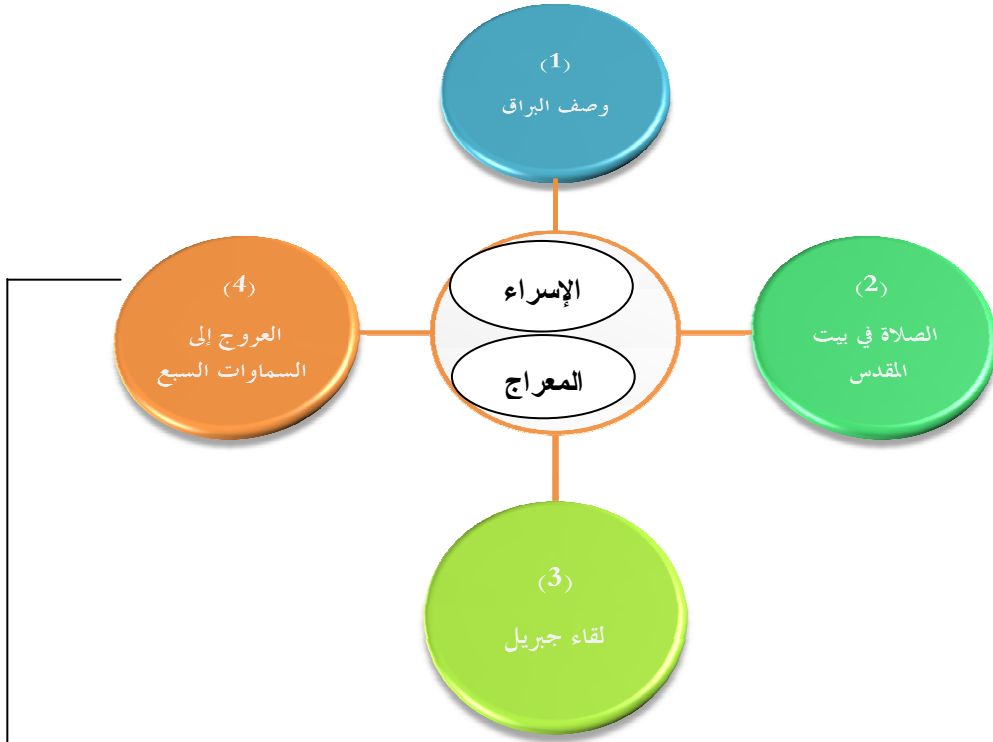 (1)
وصف البراق
الإسراء
المعراج
(2)
الصلاة في بيت
المقدس
(3)
لقاء جبريل
(4)
العروج إلى
السماوات السبع